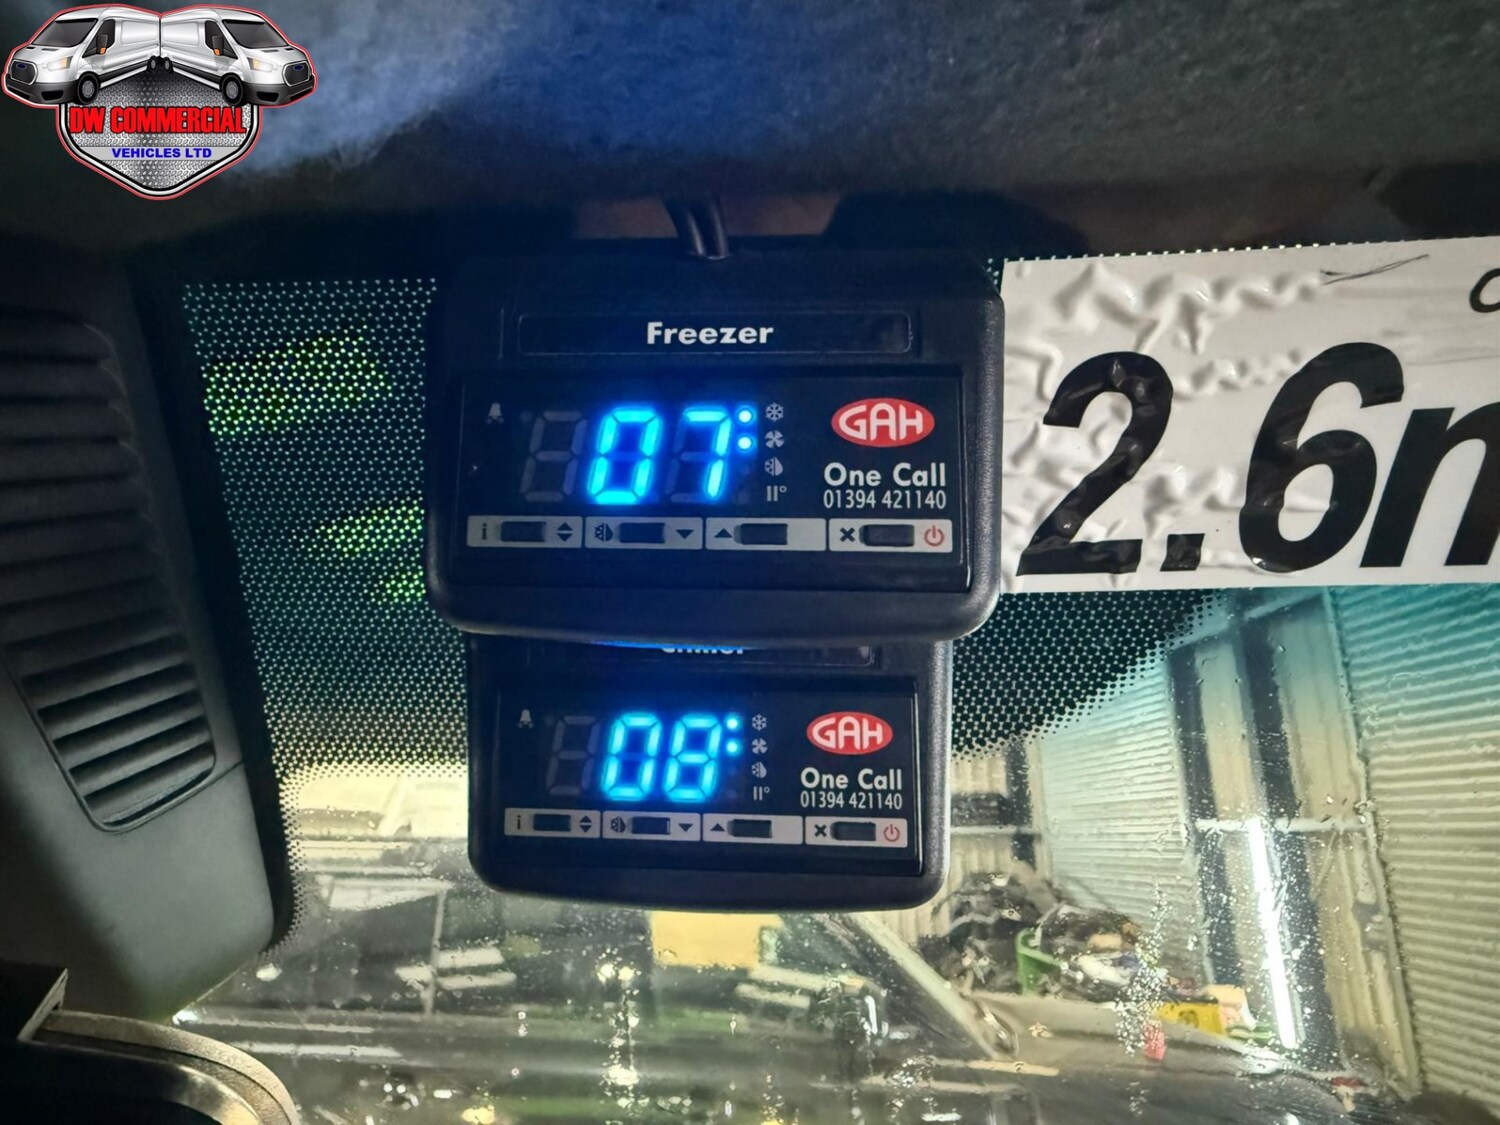 DW COMMERCIAL
VEHICLES LTD
Freezer
07
GAH
One Call
01394 421140
2.6m
Chiller
08
GAH
One Call
01394 421140